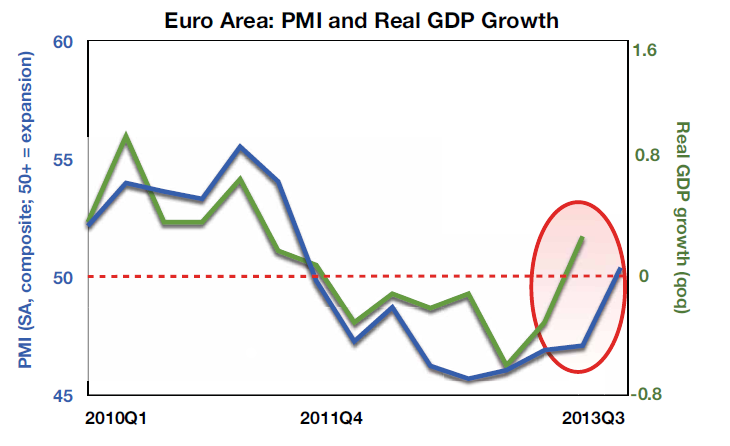 Euro Area: PMI and Real GDP Growth
PMI (SA, composite; 50+ = expansion)
60
55
50
45
1.6
0.8
0
-0.8
Real GDP growth (qoq)
2010Q1
2011Q4
2013Q3